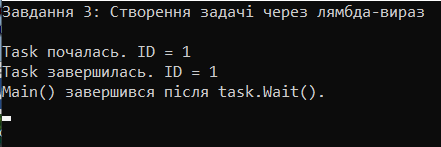 Завдання 3: Створення задачі через лямбда-вираз
Task почалась. ID = 1
Task завершилась. ID = 1
Main() завершився після task.Wait().